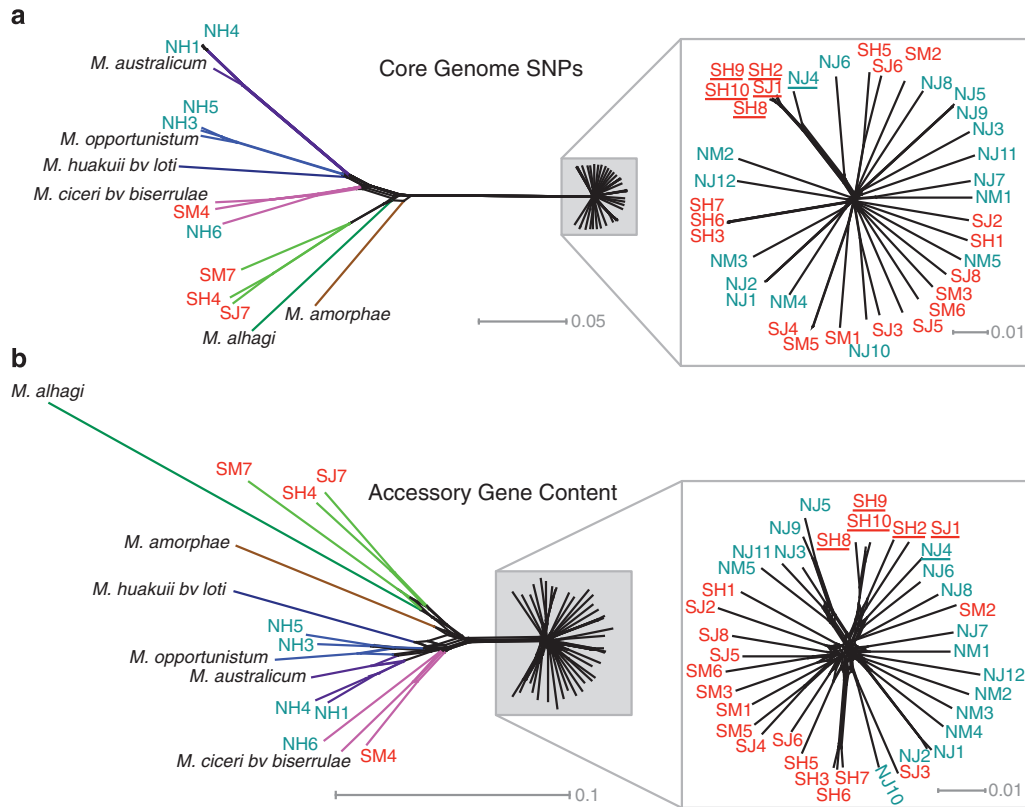 a
NH4
NH1
M. australicum
NH5
NH3
M. opportunistum
M. huakuii bv loti
M. ciceri bv biserrulae
SM4
NH6
SM7
SH4
SJ7
M. alhagi
M. amorphae
Core Genome SNPs
0.05
SH9 SH2
SH10 SJ1
SH8
NJ4
NJ6
SH5
SJ6
SM2
NJ8
NJ5
NJ9
NJ3
NJ11
NJ7
NM1
SJ2
SH1
NM5
SJ8
SM3
SM6
SJ5
SJ3
NJ10
SM1
SJ4
SM5
NM4
NJ2
NJ1
NM3
SH7
SH6
SH3
NJ12
NM2
0.01
b
M. alhagi
SM7
SJ7
SH4
M. amorphae
M. huakuii bv loti
NH5
NH3
M. opportunistum
M. australicum
NH4
NH1
NH6
M. ciceri bv biserrulae
SM4
Accessory Gene Content
0.1
NJ5
NJ9
NJ11 NJ3
NM5
SH1
SJ2
SJ8
SJ5
SM6
SM3
SM1
SM5
SJ4
SJ6
SH5
SH3
SH6
SH7
NJ10
SJ3
NJ2
NJ1
NM4
NM3
NM2
NJ12
NM1
NJ7
SM2
NJ8
NJ6
NJ4
SJ1
SH2
SH9
SH10
SH8
0.01